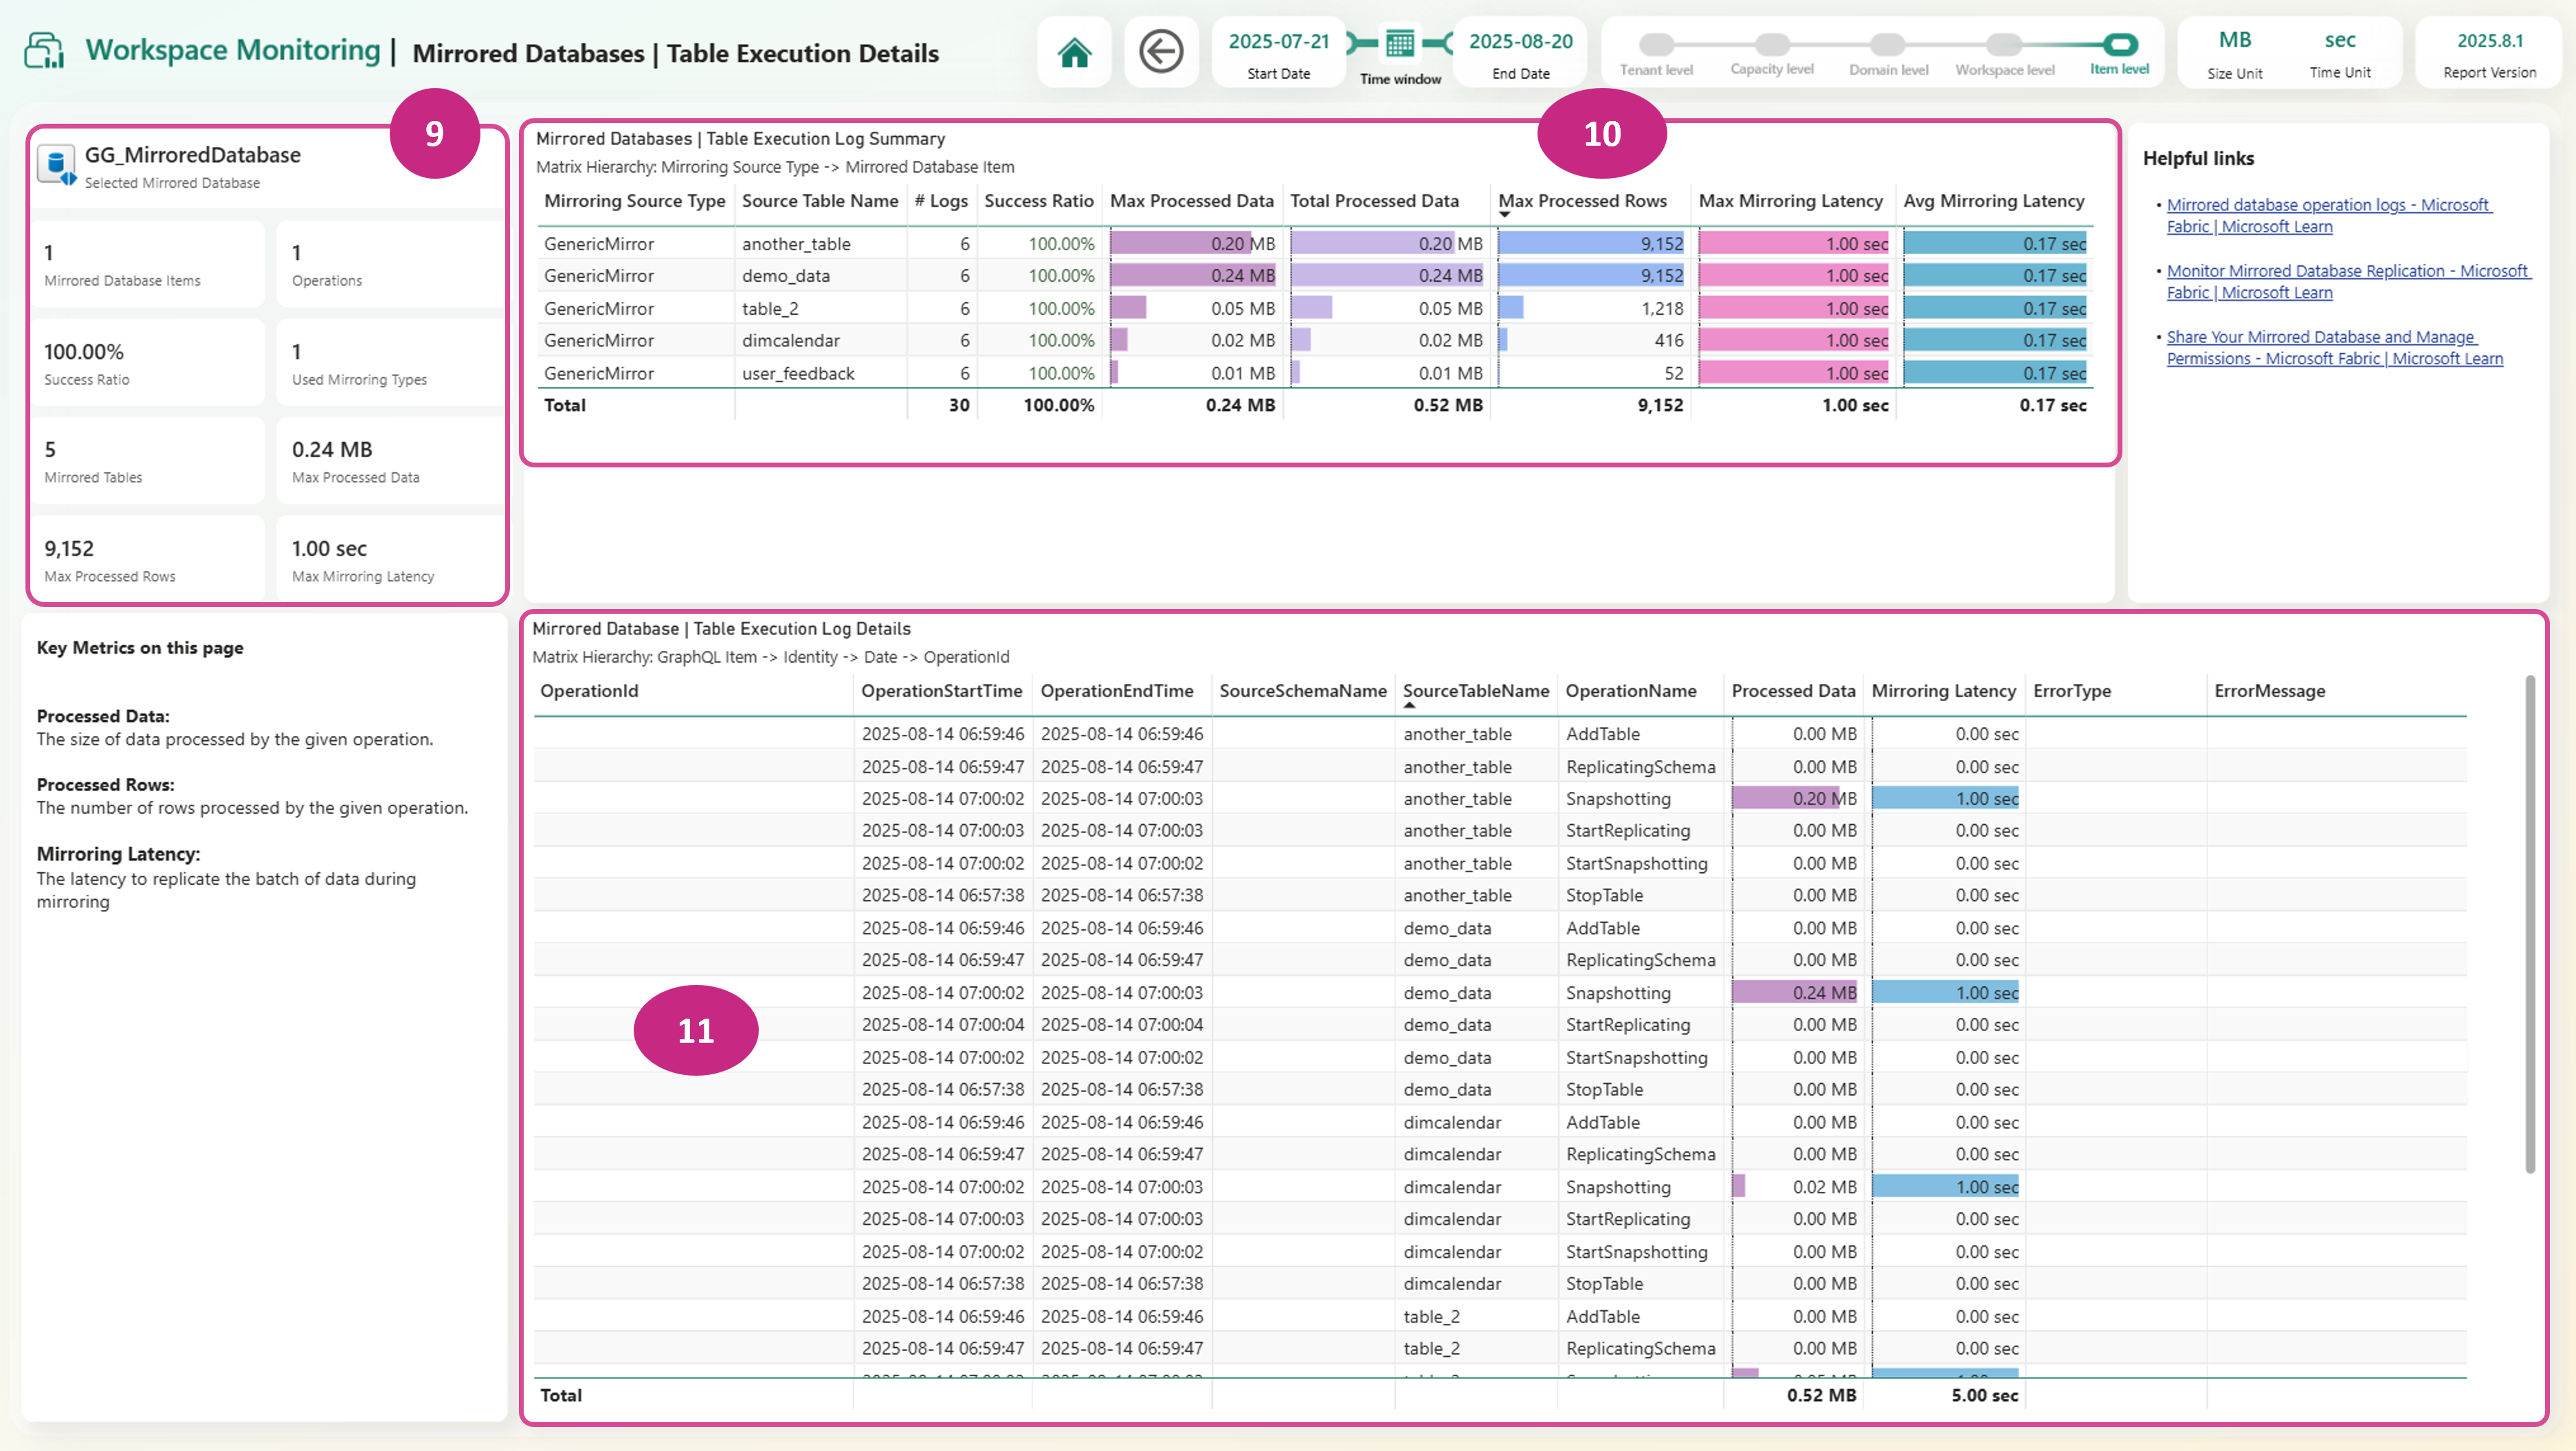 Workspace Monitoring | Mirrored Databases | Table Execution Details
2025-07-21
Start Date
Time window
2025-08-20
End Date
Tenant level
Capacity level
Domain level
Workspace level
Item level
MB
Size Unit
sec
Time Unit
2025.8.1
Report Version
9
GG_MirroredDatabase
Selected Mirrored Database
1
Mirrored Database Items
1
Operations
100.00%
Success Ratio
1
Used Mirroring Types
5
Mirrored Tables
0.24 MB
Max Processed Data
9,152
Max Processed Rows
1.00 sec
Max Mirroring Latency
10
Mirrored Databases | Table Execution Log Summary
Matrix Hierarchy: Mirroring Source Type -> Mirrored Database Item
Mirroring Source Type Source Table Name # Logs Success Ratio Max Processed Data Total Processed Data Max Processed Rows Max Mirroring Latency Avg Mirroring Latency
GenericMirror another_table 6 100.00% 0.20 MB 0.20 MB 9,152 1.00 sec 0.17 sec
GenericMirror demo_data 6 100.00% 0.24 MB 0.24 MB 9,152 1.00 sec 0.17 sec
GenericMirror table_2 6 100.00% 0.05 MB 0.05 MB 1,218 1.00 sec 0.17 sec
GenericMirror dimcalendar 6 100.00% 0.02 MB 0.02 MB 416 1.00 sec 0.17 sec
GenericMirror user_feedback 6 100.00% 0.01 MB 0.01 MB 52 1.00 sec 0.17 sec
Total 30 100.00% 0.24 MB 0.52 MB 9,152 1.00 sec 0.17 sec
Helpful links
• Mirrored database operation logs - Microsoft
Fabric | Microsoft Learn
• Monitor Mirrored Database Replication - Microsoft
Fabric | Microsoft Learn
• Share Your Mirrored Database and Manage
Permissions - Microsoft Fabric | Microsoft Learn
Key Metrics on this page
Processed Data:
The size of data processed by the given operation.
Processed Rows:
The number of rows processed by the given operation.
Mirroring Latency:
The latency to replicate the batch of data during
mirroring
11
Mirrored Database | Table Execution Log Details
Matrix Hierarchy: GraphQL Item -> Identity -> Date -> OperationId
OperationId OperationStartTime OperationEndTime SourceSchemaName SourceTableName OperationName Processed Data Mirroring Latency ErrorType ErrorMessage
2025-08-14 06:59:46 2025-08-14 06:59:46 another_table AddTable 0.00 MB 0.00 sec
2025-08-14 06:59:47 2025-08-14 06:59:47 another_table ReplicatingSchema 0.00 MB 0.00 sec
2025-08-14 07:00:02 2025-08-14 07:00:03 another_table Snapshotting 0.20 MB 1.00 sec
2025-08-14 07:00:03 2025-08-14 07:00:03 another_table StartReplicating 0.00 MB 0.00 sec
2025-08-14 07:00:02 2025-08-14 07:00:02 another_table StartSnapshotting 0.00 MB 0.00 sec
2025-08-14 06:57:38 2025-08-14 06:57:38 another_table StopTable 0.00 MB 0.00 sec
2025-08-14 06:59:46 2025-08-14 06:59:46 demo_data AddTable 0.00 MB 0.00 sec
2025-08-14 06:59:47 2025-08-14 06:59:47 demo_data ReplicatingSchema 0.00 MB 0.00 sec
2025-08-14 07:00:02 2025-08-14 07:00:03 demo_data Snapshotting 0.24 MB 1.00 sec
2025-08-14 07:00:04 2025-08-14 07:00:04 demo_data StartReplicating 0.00 MB 0.00 sec
2025-08-14 07:00:02 2025-08-14 07:00:02 demo_data StartSnapshotting 0.00 MB 0.00 sec
2025-08-14 06:57:38 2025-08-14 06:57:38 demo_data StopTable 0.00 MB 0.00 sec
2025-08-14 06:59:46 2025-08-14 06:59:46 dimcalendar AddTable 0.00 MB 0.00 sec
2025-08-14 06:59:47 2025-08-14 06:59:47 dimcalendar ReplicatingSchema 0.00 MB 0.00 sec
2025-08-14 07:00:02 2025-08-14 07:00:03 dimcalendar Snapshotting 0.02 MB 1.00 sec
2025-08-14 07:00:03 2025-08-14 07:00:03 dimcalendar StartReplicating 0.00 MB 0.00 sec
2025-08-14 07:00:02 2025-08-14 07:00:02 dimcalendar StartSnapshotting 0.00 MB 0.00 sec
2025-08-14 06:57:38 2025-08-14 06:57:38 dimcalendar StopTable 0.00 MB 0.00 sec
2025-08-14 06:59:46 2025-08-14 06:59:46 table_2 AddTable 0.00 MB 0.00 sec
2025-08-14 06:59:47 2025-08-14 06:59:47 table_2 ReplicatingSchema 0.00 MB 0.00 sec
Total 0.52 MB 5.00 sec